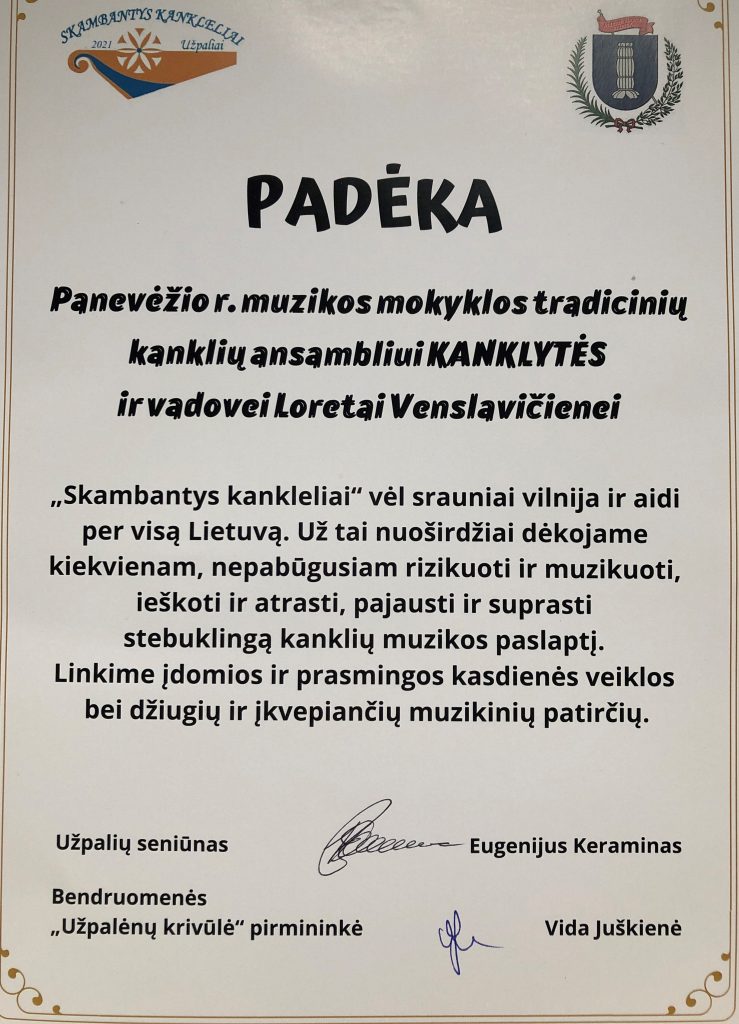 SKAMBANTYS KANKLELIAI
2021 Užpaliai
PADĖKA
Panevėžio r. muzikos mokyklos tradicinių
kanklių ansambliui KANKLYTĖS
ir vadovei Loretai Venslavičienei
„Skambantys kankleliai“ vėl srauniai vilnija ir aidi
per visą Lietuvą. Už tai nuoširdžiai dėkojame
kiekvienam, nepabūgusiam rizikuoti ir muzikuoti,
ieškoti ir atrasti, pajausti ir suprasti
stebuklingą kanklių muzikos paslaptį.
Linkime įdomios ir prasmingos kasdienės veiklos
bei džiugių ir įkvepiančių muzikinių patirčių.
Užpalių seniūnas Eugenijus Keraminas
Bendruomenės
„Užpalėnų krivūlė“ pirmininkė Vida Juškienė